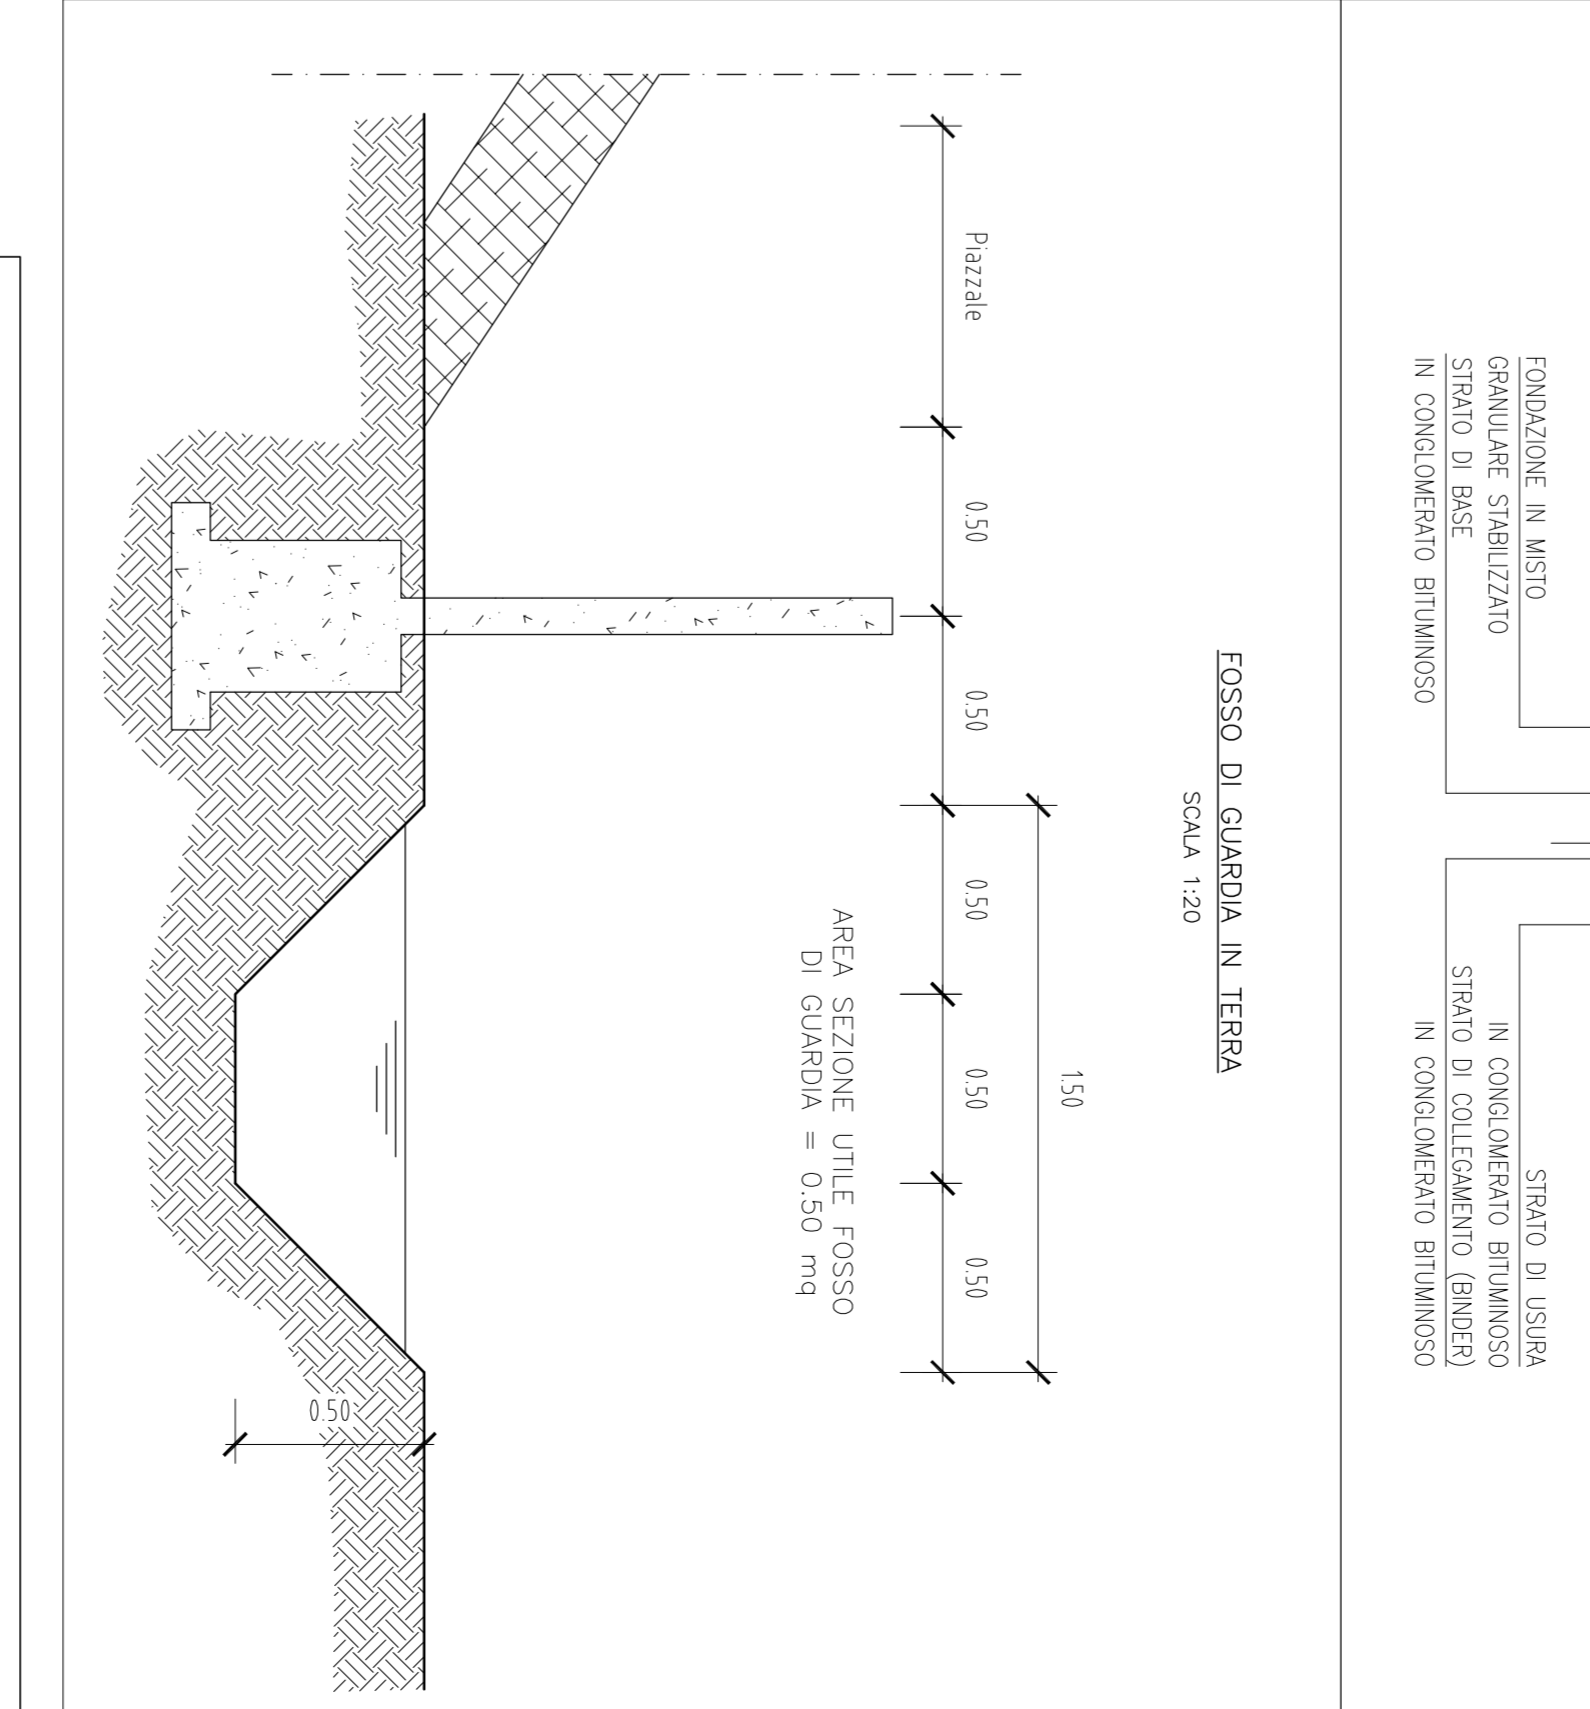 FONDAZIONE IN MISTO
GRANULARE STABILIZZATO
STRATO DI BASE
IN CONGLOMERATO BITUMINOSO
STRATO DI USURA
IN CONGLOMERATO BITUMINOSO
STRATO DI COLLEGAMENTO (BINDER)
IN CONGLOMERATO BITUMINOSO
FOSSO DI GUARDIA IN TERRA
SCALA 1:20
1.50
Piazzale
0.50
0.50
0.50
0.50
0.50
AREA SEZIONE UTILE FOSSO
DI GUARDIA = 0.50 mq
0.50